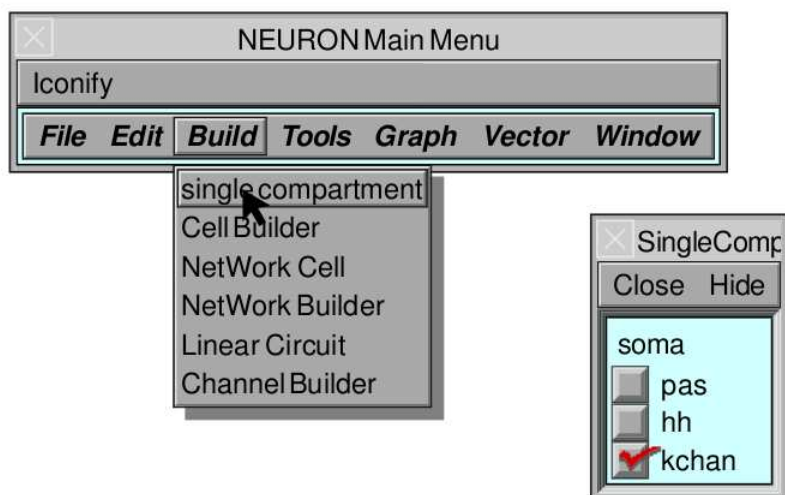 NEURON Main Menu
Iconify
File Edit Build Tools Graph Vector Window
single compartment
Cell Builder
NetWork Cell
NetWork Builder
Linear Circuit
Channel Builder
SingleComp
Close Hide
soma
pas
hh
kchan